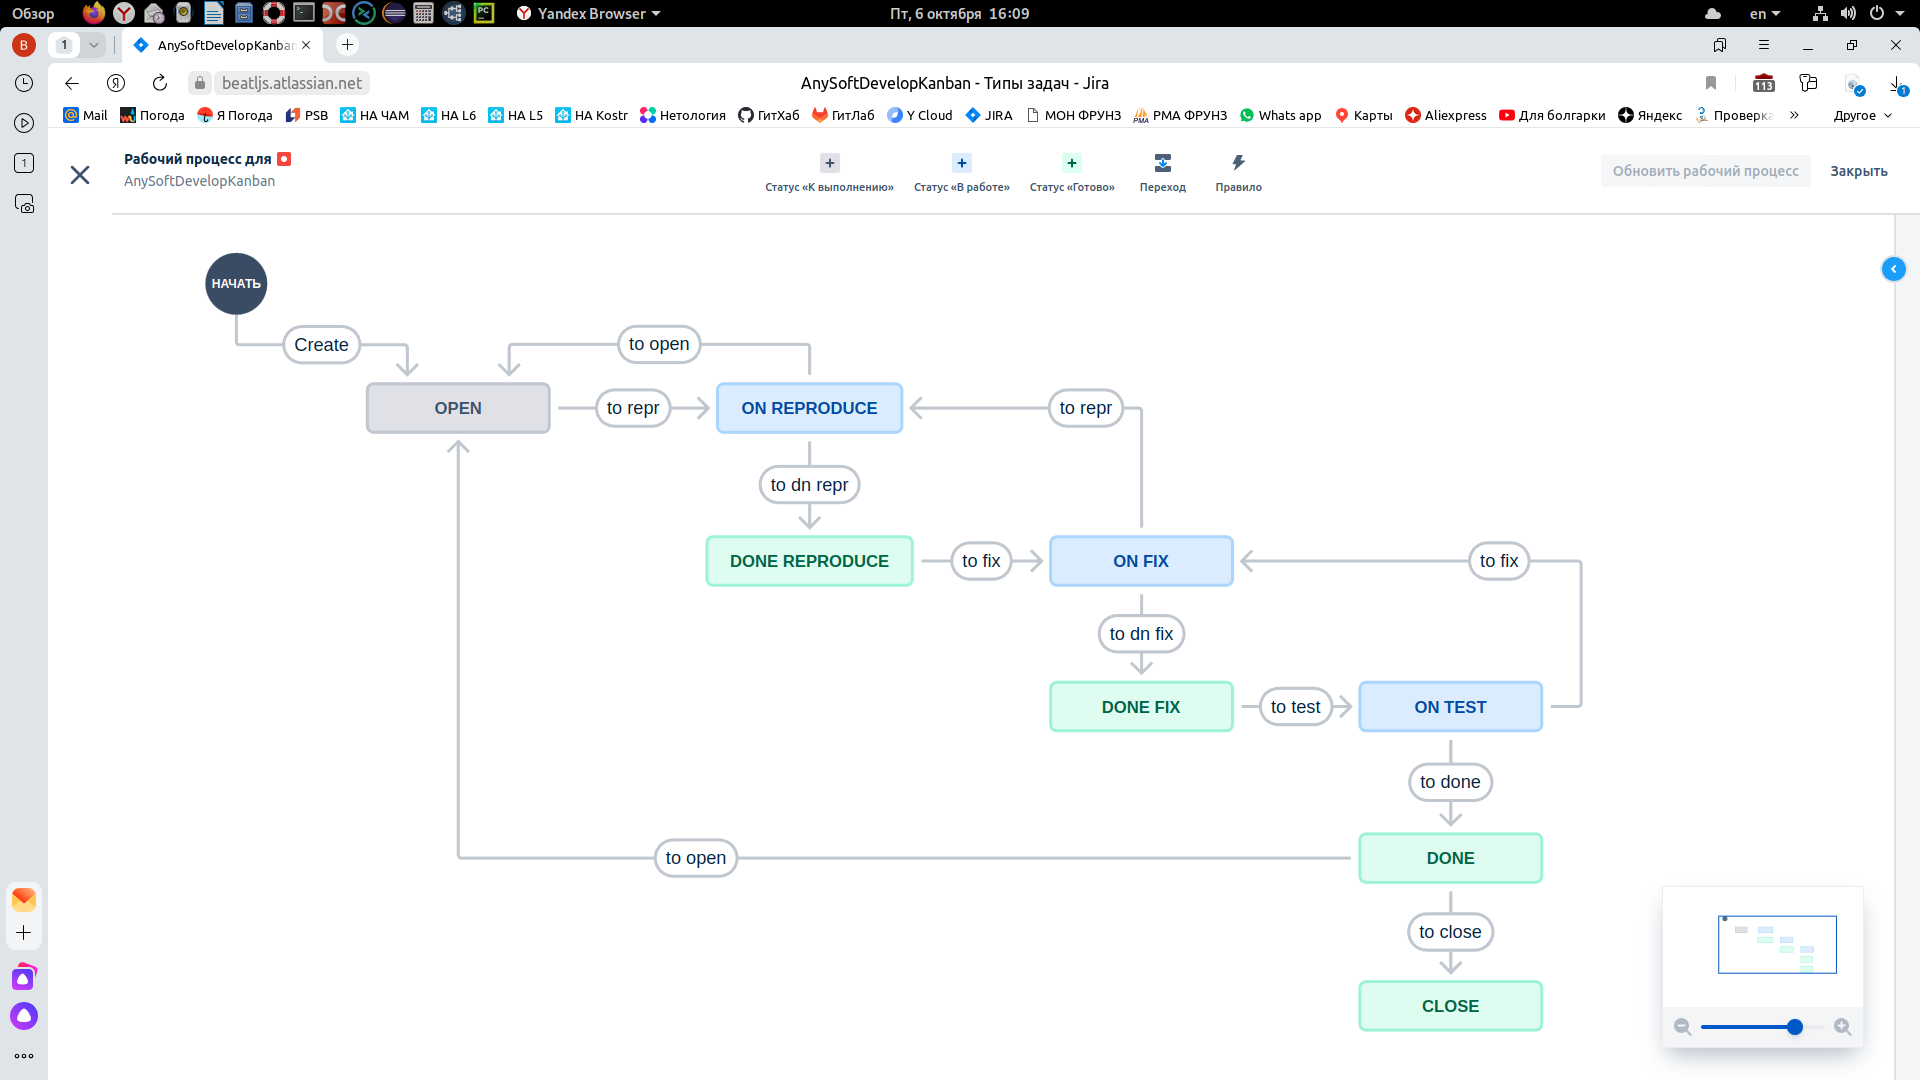 Обзор
Yandex Browser
Пт, 6 октября 16:09
en
B
1
AnySoftDevelopKanban
beatljs.atlassian.net
AnySoftDevelopKanban - Типы задач - Jira
113
1
Mail
Погода
Я Погода
PSB
НА ЧАМ
НА L6
НА L5
НА Kostr
Нетология
ГитХаб
ГитЛаб
Y Cloud
JIRA
МОН ФРУНЗ
РМА ФРУНЗ
Whats app
Карты
Aliexpress
Для болгарки
Яндекс
Проверка
»
Другое
1
Рабочий процесс для
AnySoftDevelopKanban
Статус «К выполнению»
Статус «В работе»
Статус «Готово»
Переход
Правило
Обновить рабочий процесс
Закрыть
НАЧАТЬ
Create
to open
OPEN
to repr
ON REPRODUCE
to repr
to dn repr
DONE REPRODUCE
to fix
ON FIX
to fix
to dn fix
DONE FIX
to test
ON TEST
to done
to open
DONE
to close
CLOSE